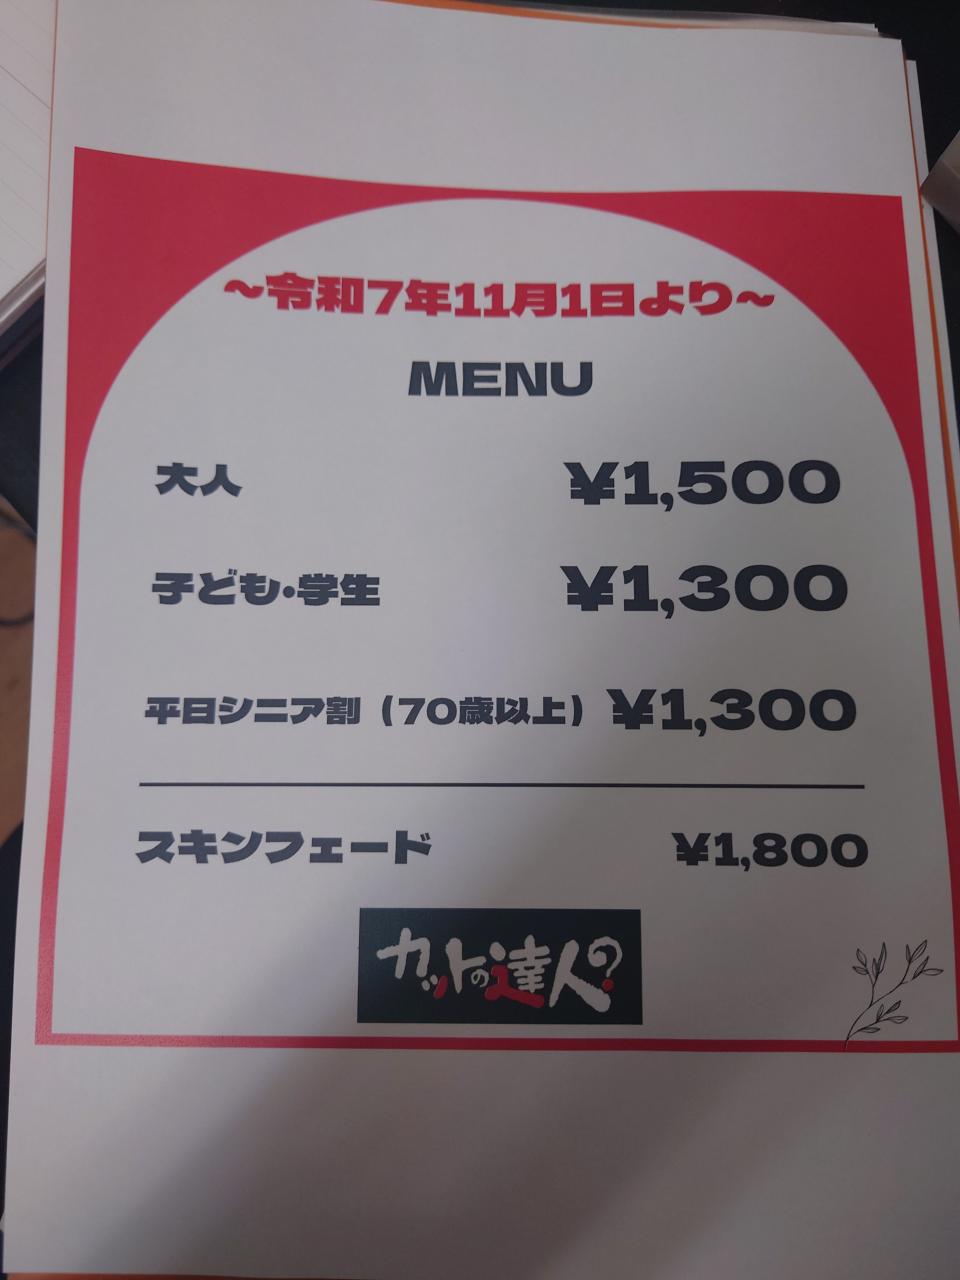 ～令和7年11月1日より～
MENU
大人 ¥1,500
子ども・学生 ¥1,300
平日シニア割（70歳以上） ¥1,300
スキンフェード ¥1,800
カットの達人?